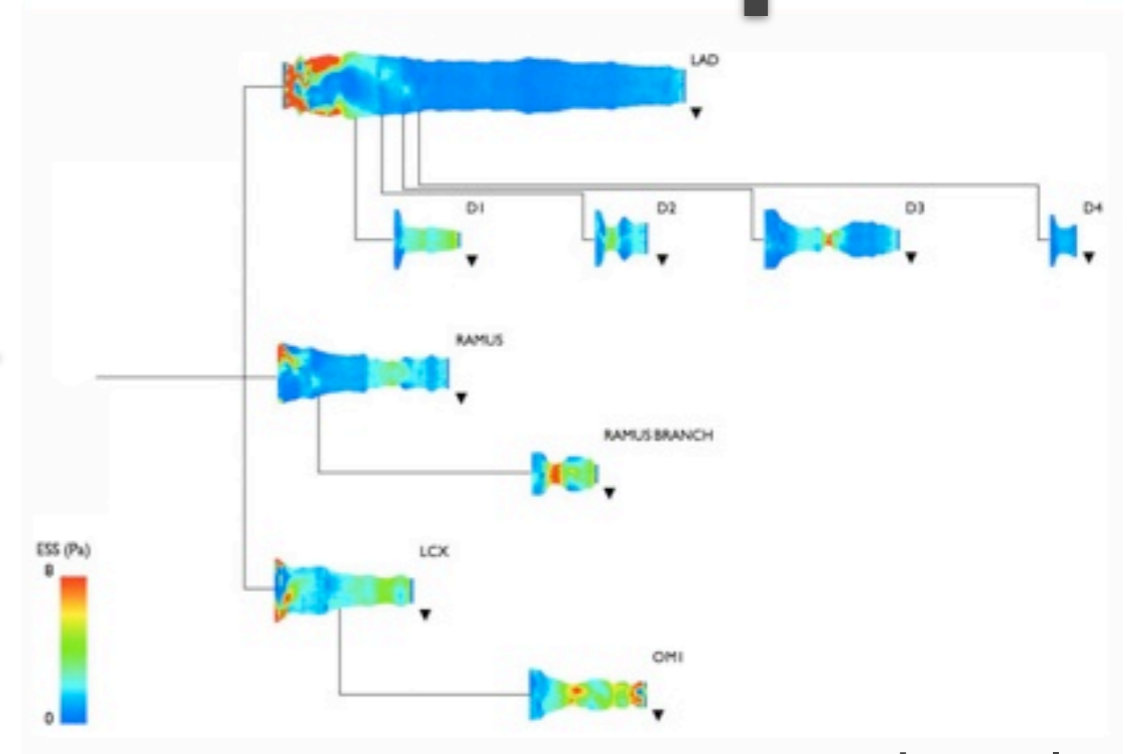 LAD
D1
D2
D3
D4
RAMUS
RAMUS BRANCH
ESS (Pa)
8
0
LCX
OM1